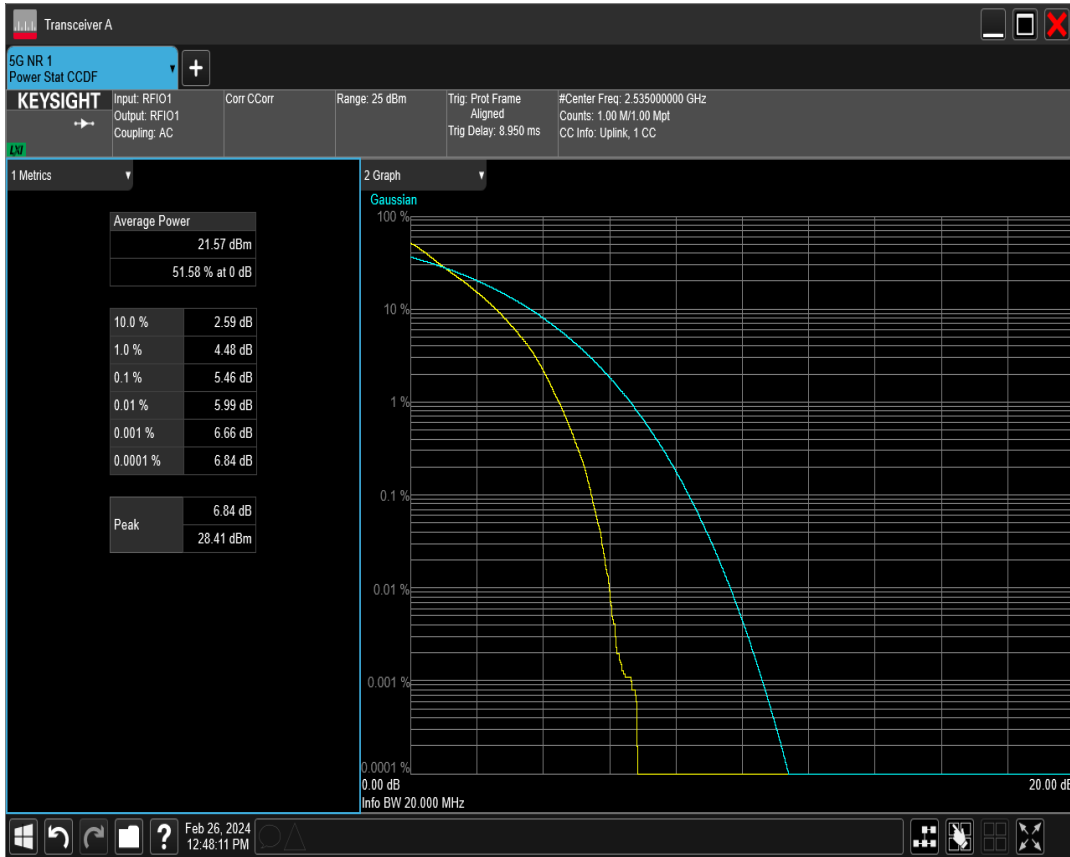 Transceiver A
5G NR 1
Power Stat CCDF
KEYSIGHT
LXI
Input: RFIO1
Output: RFIO1
Coupling: AC
Corr CCorr
Range: 25 dBm
Trig: Prot Frame
Aligned
Trig Delay: 8.950 ms
#Center Freq: 2.535000000 GHz
Counts: 1.00 M/1.00 Mpt
CC Info: Uplink, 1 CC
1 Metrics
Average Power
21.57 dBm
51.58 % at 0 dB
10.0 % 2.59 dB
1.0 % 4.48 dB
0.1 % 5.46 dB
0.01 % 5.99 dB
0.001 % 6.66 dB
0.0001 % 6.84 dB
Peak
6.84 dB
28.41 dBm
2 Graph
Gaussian
100 %
10 %
1 %
0.1 %
0.01 %
0.001 %
0.0001 %
0.00 dB 20.00 dB
Info BW 20.000 MHz
?
Feb 26, 2024
12:48:11 PM